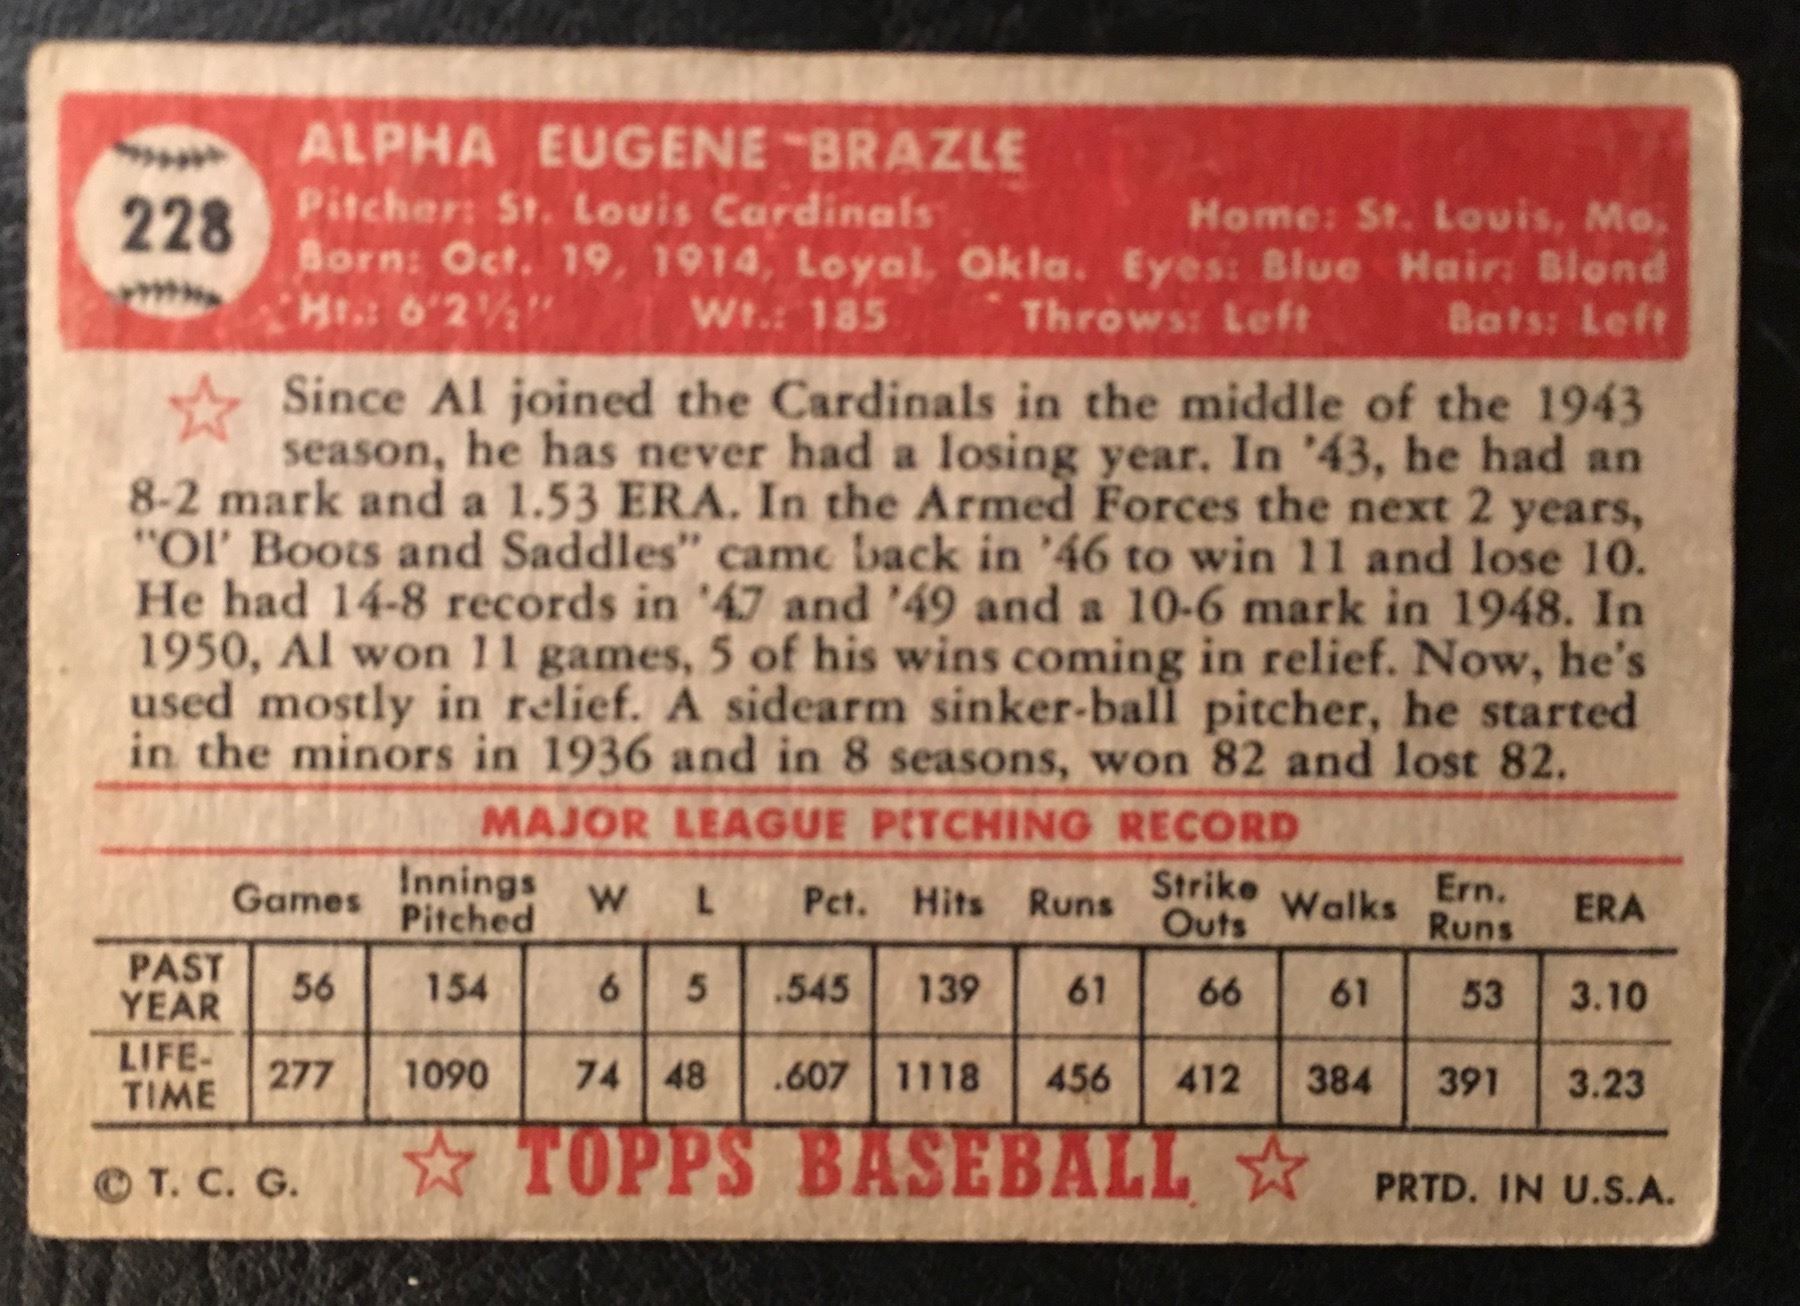 228
ALPHA EUGENE BRAZLE
Pitcher: St. Louis Cardinals Home: St. Louis, Mo.
Born: Oct. 19, 1914, Loyal, Okla. Eyes: Blue Hair: Blond
Ht.: 6'2½" Wt.: 185 Throws: Left Bats: Left
Since Al joined the Cardinals in the middle of the 1943
season, he has never had a losing year. In '43, he had an
8-2 mark and a 1.53 ERA. In the Armed Forces the next 2 years,
"Ol' Boots and Saddles" came back in '46 to win 11 and lose 10.
He had 14-8 records in '47 and '49 and a 10-6 mark in 1948. In
1950, Al won 11 games, 5 of his wins coming in relief. Now, he's
used mostly in relief. A sidearm sinker-ball pitcher, he started
in the minors in 1936 and in 8 seasons, won 82 and lost 82.
MAJOR LEAGUE PITCHING RECORD
Games Innings Pitched W L Pct. Hits Runs Strike Outs Walks Ern. Runs ERA
PAST YEAR 56 154 6 5 .545 139 61 66 61 53 3.10
LIFE-TIME 277 1090 74 48 .607 1118 456 412 384 391 3.23
© T. C. G. TOPPS BASEBALL PRTD. IN U.S.A.